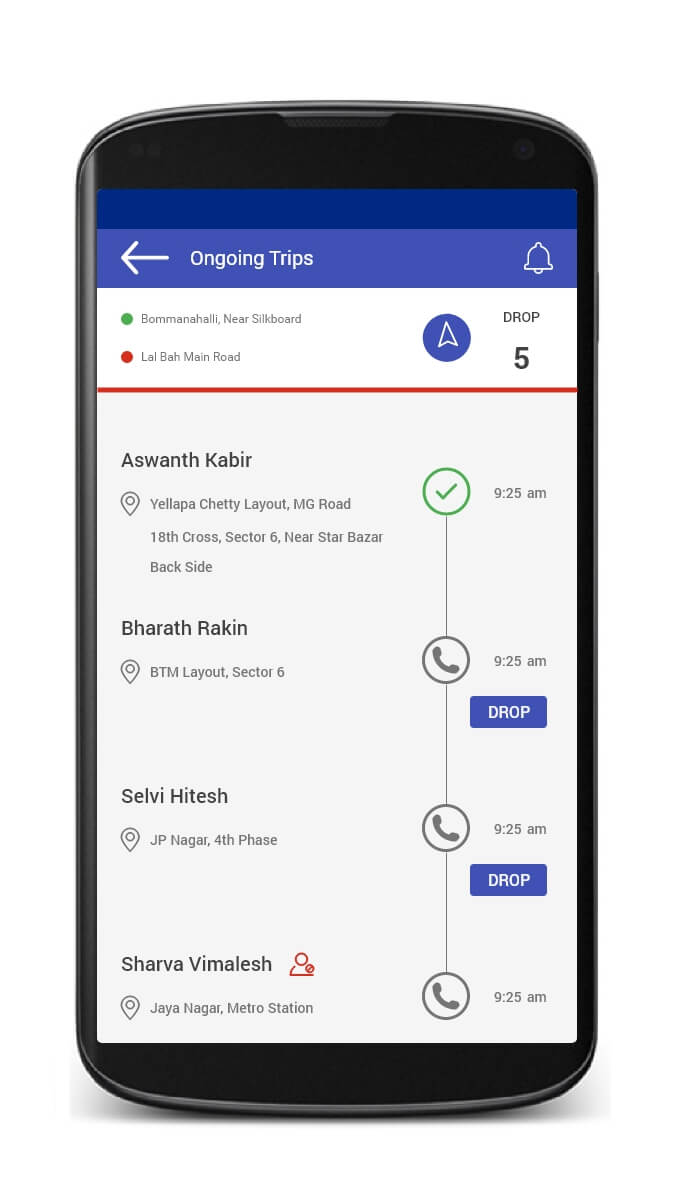 Ongoing Trips
Bommanahalli, Near Silkboard
Lal Bah Main Road
DROP
5
Aswanth Kabir
Yellapa Chetty Layout, MG Road
18th Cross, Sector 6, Near Star Bazar
Back Side
9:25 am
Bharath Rakin
BTM Layout, Sector 6
9:25 am
DROP
Selvi Hitesh
JP Nagar, 4th Phase
9:25 am
DROP
Sharva Vimalesh
Jaya Nagar, Metro Station
9:25 am